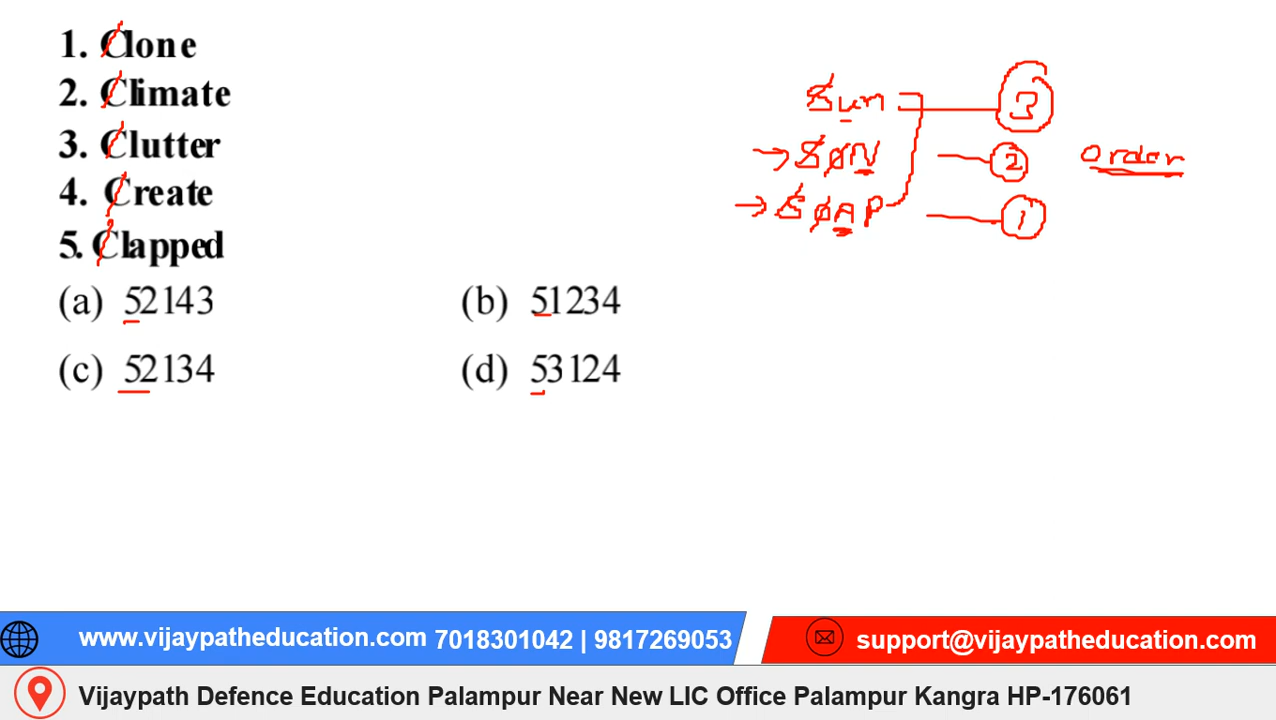 1. Clone
2. Climate
3. Clutter
4. Create
5. Clapped
(a) 52143 (b) 51234
(c) 52134 (d) 53124
Sun 3
→ SON 2 order
→ SOAP 1
www.vijaypatheducation.com 7018301042 | 9817269053 support@vijaypatheducation.com
Vijaypath Defence Education Palampur Near New LIC Office Palampur Kangra HP-176061